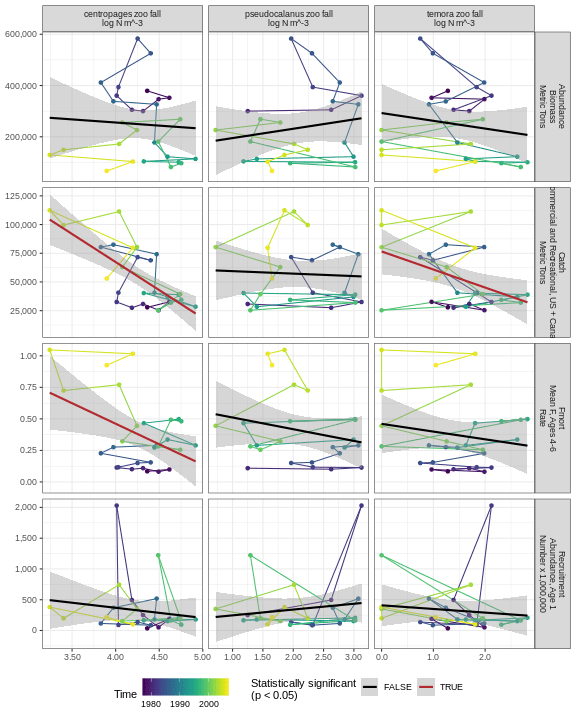 centropages zoo fall
log N m^-3
pseudocalanus zoo fall
log N m^-3
temora zoo fall
log N m^-3
600,000
400,000
200,000
Abundance
Biomass
Metric Tons
125,000
100,000
75,000
50,000
25,000
Catch
and Recreational, US +
Metric Tons
1.00
0.75
0.50
0.25
0.00
Fmort
Mean F, Ages 4-6
Rate
2,000
1,500
1,000
500
0
Recruitment
Abundance, Age 1
Number x 1,000,000
3.50 4.00 4.50 5.00
1.00 1.50 2.00 2.50 3.00
0.0 1.0 2.0
Time
1980 1990 2000
Statistically significant
(p < 0.05)
FALSE
TRUE